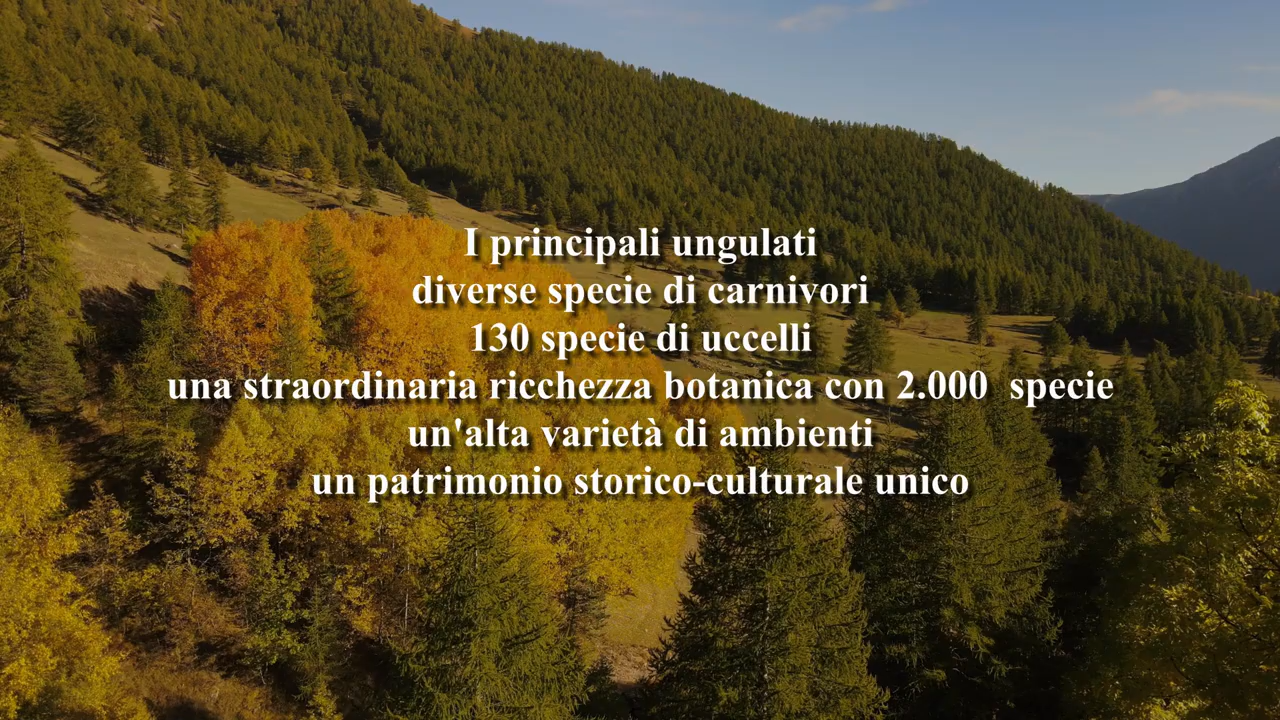 I principali ungulati
diverse specie di carnivori
130 specie di uccelli
una straordinaria ricchezza botanica con 2.000  specie
un'alta varietà di ambienti
un patrimonio storico-culturale unico